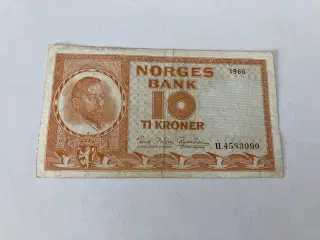 NORGES
BANK
1966
10
TI KRONER
H.4583090